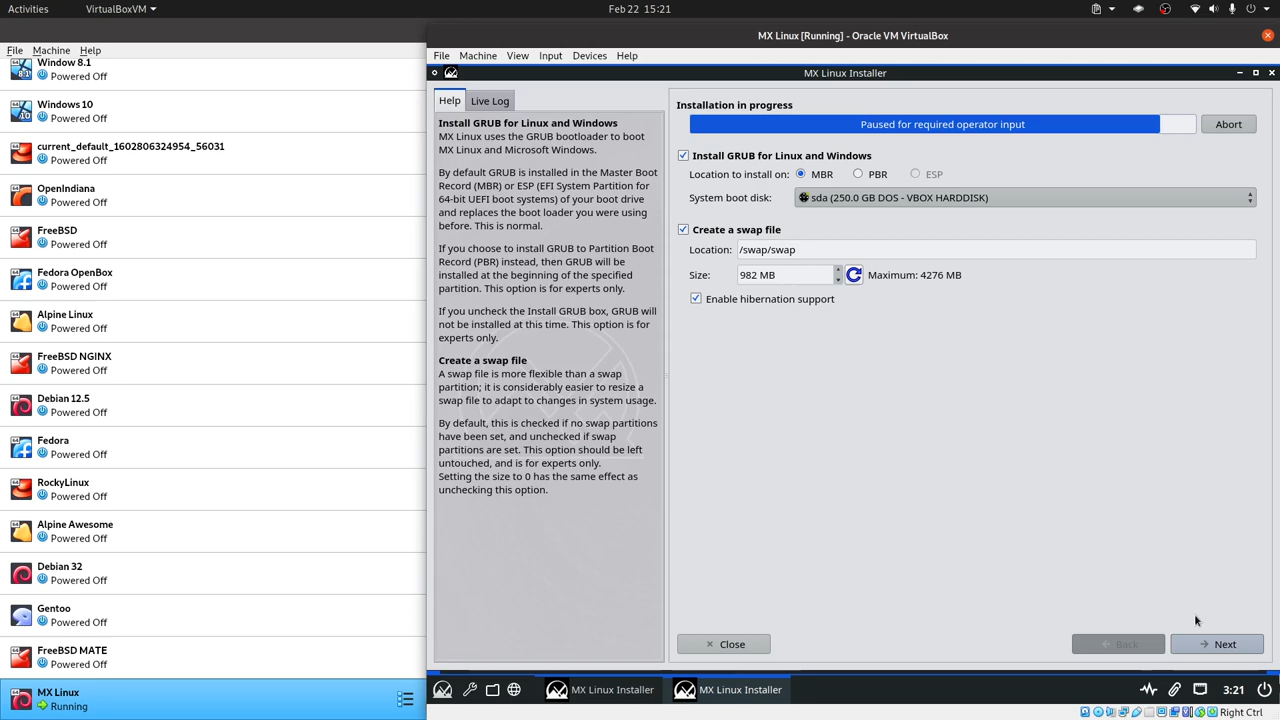 Activities
VirtualBoxVM
Feb 22 15:21
MX Linux [Running] - Oracle VM VirtualBox
File Machine Help
Window 8.1
Powered Off
Windows 10
Powered Off
current_default_1602806324954_56031
Powered Off
OpenIndiana
Powered Off
FreeBSD
Powered Off
Fedora OpenBox
Powered Off
Alpine Linux
Powered Off
FreeBSD NGINX
Powered Off
Debian 12.5
Powered Off
Fedora
Powered Off
RockyLinux
Powered Off
Alpine Awesome
Powered Off
Debian 32
Powered Off
Gentoo
Powered Off
FreeBSD MATE
Powered Off
MX Linux
Running
File Machine View Input Devices Help
MX Linux Installer
Help Live Log
Install GRUB for Linux and Windows
MX Linux uses the GRUB bootloader to boot
MX Linux and Microsoft Windows.
By default GRUB is installed in the Master Boot
Record (MBR) or ESP (EFI System Partition for
64-bit UEFI boot systems) of your boot drive
and replaces the boot loader you were using
before. This is normal.
If you choose to install GRUB to Partition Boot
Record (PBR) instead, then GRUB will be
installed at the beginning of the specified
partition. This option is for experts only.
If you uncheck the Install GRUB box, GRUB will
not be installed at this time. This option is for
experts only.
Create a swap file
A swap file is more flexible than a swap
partition; it is considerably easier to resize a
swap file to adapt to changes in system usage.
By default, this is checked if no swap partitions
have been set, and unchecked if swap
partitions are set. This option should be left
untouched, and is for experts only.
Setting the size to 0 has the same effect as
unchecking this option.
Installation in progress
Paused for required operator input
Abort
Install GRUB for Linux and Windows
Location to install on: MBR PBR ESP
System boot disk: sda (250.0 GB DOS - VBOX HARDDISK)
Create a swap file
Location: /swap/swap
Size: 982 MB Maximum: 4276 MB
Enable hibernation support
Close Back Next
MX Linux Installer MX Linux Installer 3:21
Right Ctrl